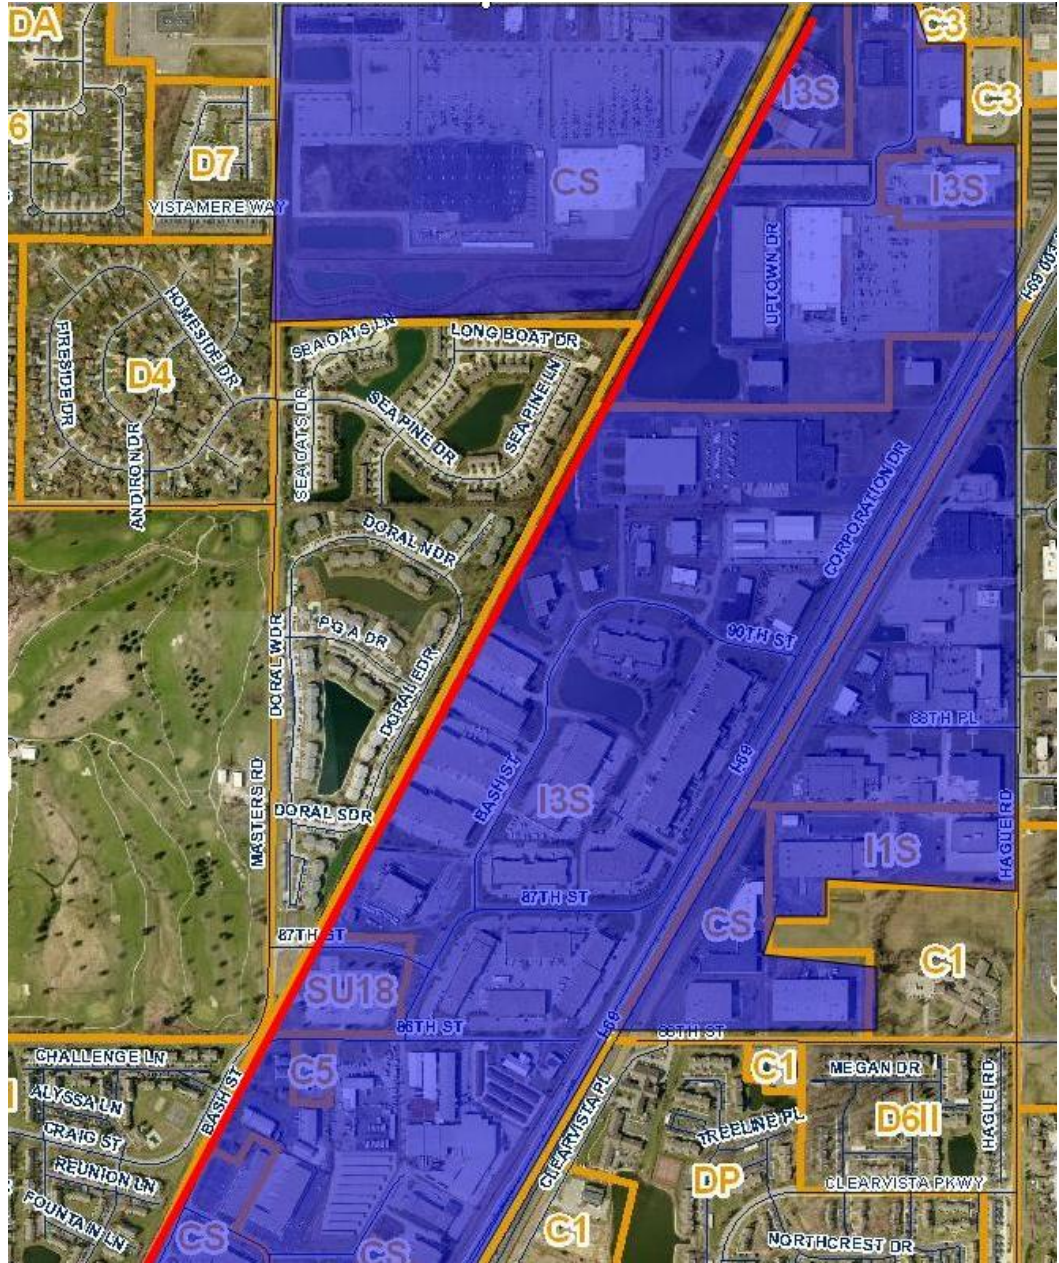 DA
C3
I3S
C3
6
D7
CS
I3S
VISTAMERE WAY
UPTOWN DR
I-69
HOMESIDE DR
SEA OATS LN
LONG BOAT DR
FIRESIDE DR
D4
SEA PINE LN
SEA OATS DR
SEA PINE DR
ANDIRON DR
CORPORATION DR
DORAL N DR
PGA DR
90TH ST
DORAL W DR
DORAL E DR
88TH PL
I-69
BASH ST
I3S
MASTERS RD
DORAL S DR
HAGUE RD
I1S
87TH ST
CS
87TH ST
C1
SU18
86TH ST
I-69
86TH ST
CHALLENGE LN
C5
C1
MEGAN DR
ALYSSA LN
BASH ST
CLEARVISTA PL
TREELINE PL
D6II
HAGUE RD
CRAIG ST
REUNION LN
DP
CLEARVISTA PKWY
FOUNTAIN LN
CS
CS
C1
NORTHCREST DR